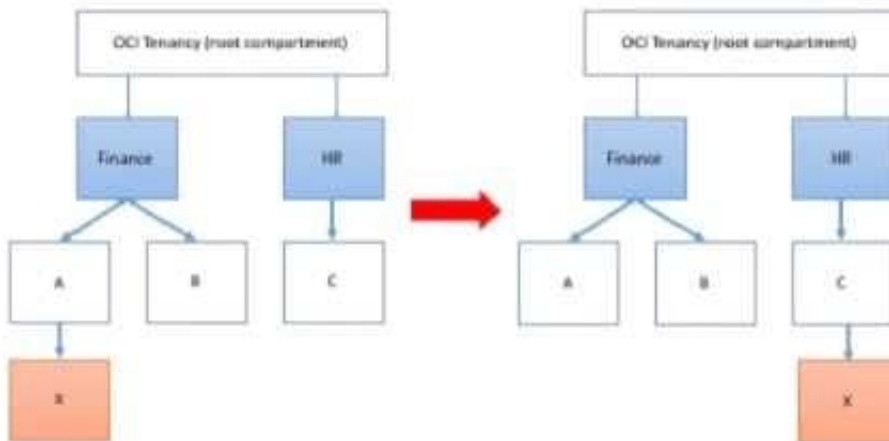 OCI Tenancy (root compartment)
Finance
HR
A
B
C
X
OCI Tenancy (root compartment)
Finance
HR
A
B
C
X